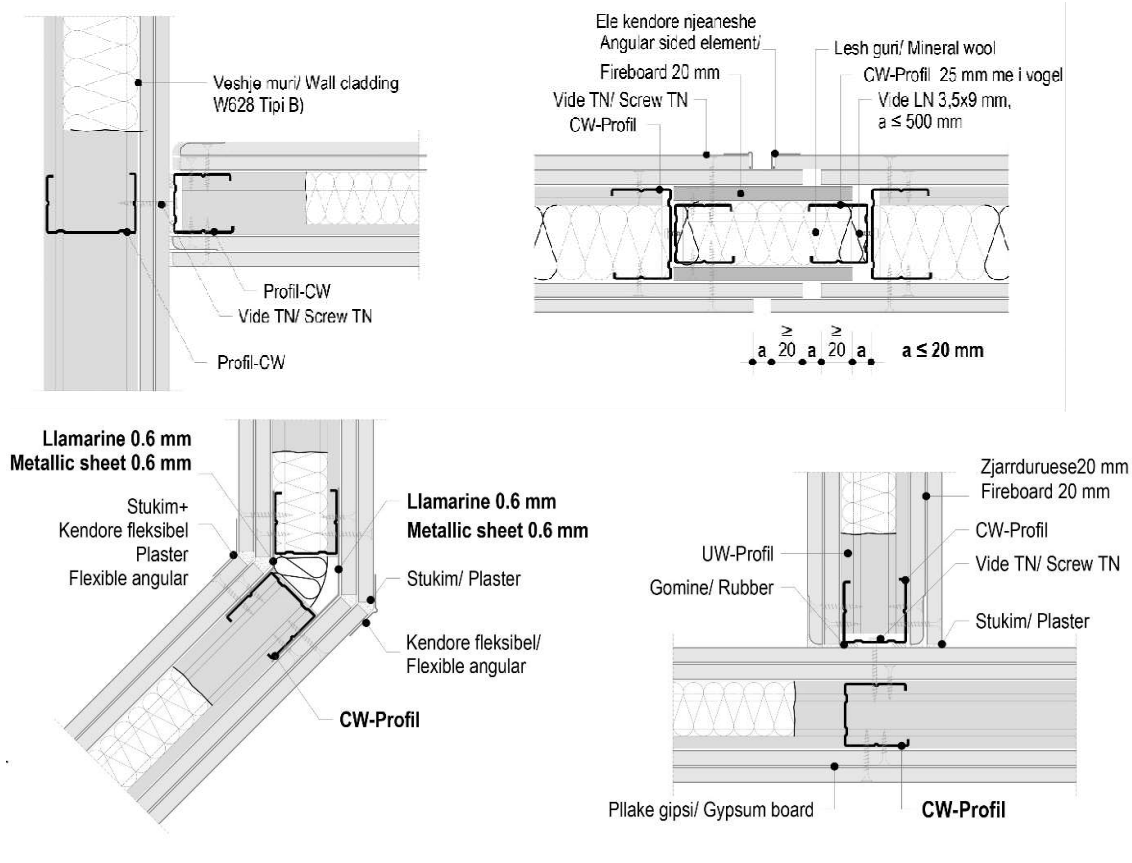 Veshje muri/ Wall cladding
W628 Tipi B)
Profil-CW
Vide TN/ Screw TN
Profil-CW
Ele kendore njeaneshe
Angular sided element/
Fireboard 20 mm
Vide TN/ Screw TN
CW-Profil
Lesh guri/ Mineral wool
CW-Profil 25 mm me i vogel
Vide LN 3,5x9 mm,
a ≤ 500 mm
≥ ≥
a 20 a 20 a a ≤ 20 mm
Llamarine 0.6 mm
Metallic sheet 0.6 mm
Stukim+
Kendore fleksibel
Plaster
Flexible angular
Llamarine 0.6 mm
Metallic sheet 0.6 mm
Stukim/ Plaster
Kendore fleksibel/
Flexible angular
CW-Profil
Zjarrduruese20 mm
Fireboard 20 mm
CW-Profil
UW-Profil
Vide TN/ Screw TN
Gomine/ Rubber
Stukim/ Plaster
Pllake gipsi/ Gypsum board
CW-Profil